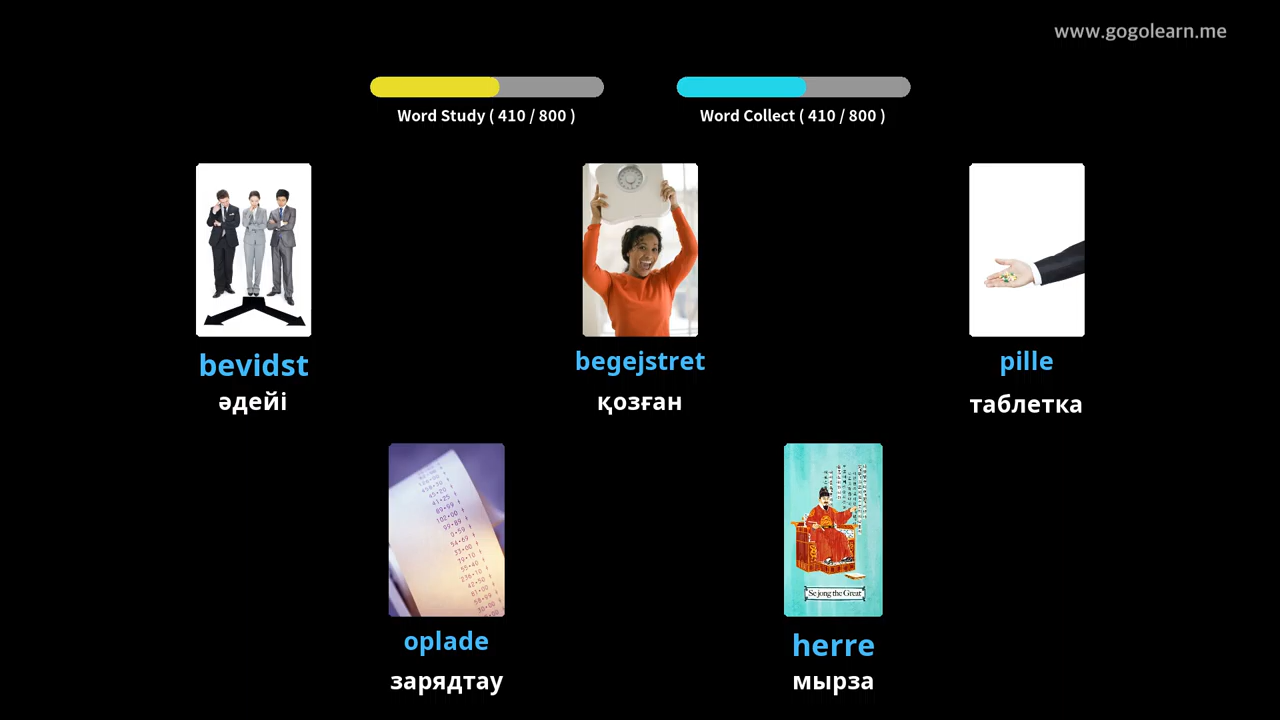 www.gogolearn.me
Word Study ( 410 / 800 )
Word Collect ( 410 / 800 )
bevidst
әдейі
begejstret
қозған
pille
таблетка
Se jong the Great
oplade
зарядтау
herre
мырза